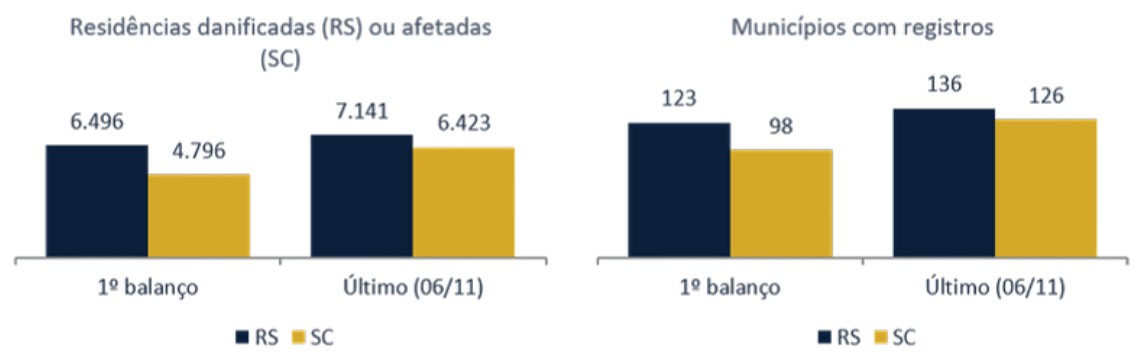 Residências danificadas (RS) ou afetadas
(SC)
6.496
4.796
7.141
6.423
1º balanço
Último (06/11)
RS
SC
Municípios com registros
123
98
136
126
1º balanço
Último (06/11)
RS
SC